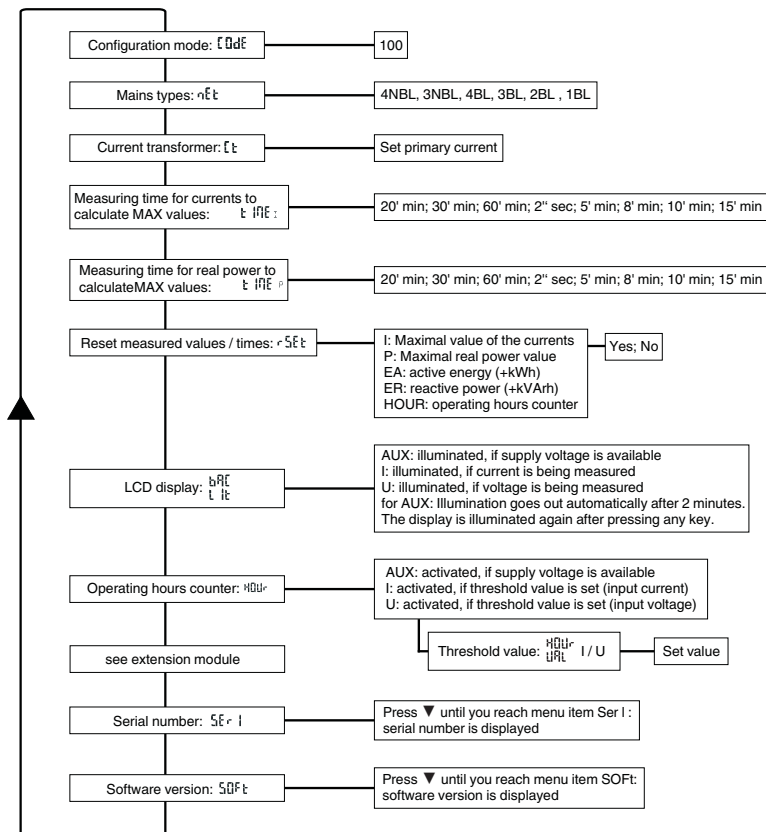 Configuration mode: COdE
100
Mains types: nEt
4NBL, 3NBL, 4BL, 3BL, 2BL , 1BL
Current transformer: Ct
Set primary current
Measuring time for currents to
calculate MAX values: tIME I
20' min; 30' min; 60' min; 2" sec; 5' min; 8' min; 10' min; 15' min
Measuring time for real power to
calculateMAX values: tIME P
20' min; 30' min; 60' min; 2" sec; 5' min; 8' min; 10' min; 15' min
Reset measured values / times: rSEt
I: Maximal value of the currents
P: Maximal real power value
EA: active energy (+kWh)
ER: reactive power (+kVArh)
HOUR: operating hours counter
Yes; No
LCD display: bAC
LIt
AUX: illuminated, if supply voltage is available
I: illuminated, if current is being measured
U: illuminated, if voltage is being measured
for AUX: Illumination goes out automatically after 2 minutes.
The display is illuminated again after pressing any key.
Operating hours counter: HOUr
AUX: activated, if supply voltage is available
I: activated, if threshold value is set (input current)
U: activated, if threshold value is set (input voltage)
Threshold value: HOUr I / U
VAL
Set value
see extension module
Serial number: SEr I
Press ▼ until you reach menu item Ser I :
serial number is displayed
Software version: SOFt
Press ▼ until you reach menu item SOFt:
software version is displayed